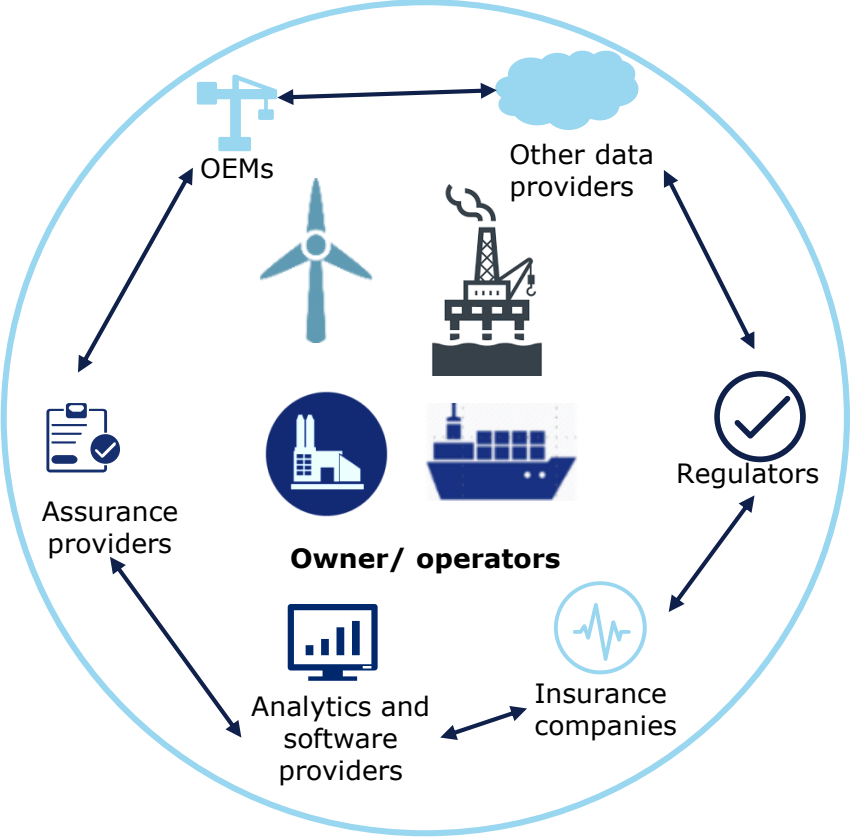 OEMs
Other data
providers
Regulators
Assurance
providers
Owner/ operators
Insurance
companies
Analytics and
software
providers